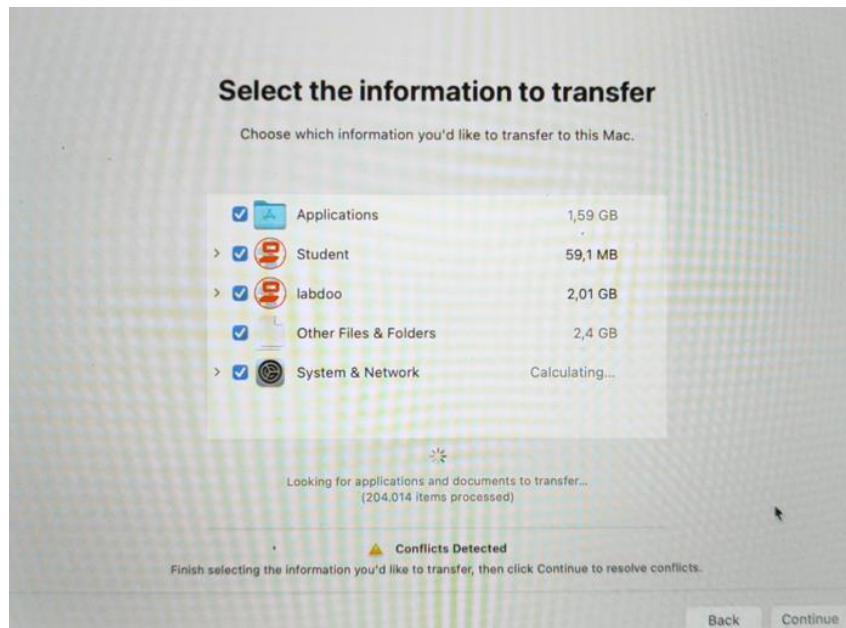 Select the information to transfer
Choose which information you'd like to transfer to this Mac.
Applications 1,59 GB
Student 59,1 MB
labdoo 2,01 GB
Other Files & Folders 2,4 GB
System & Network Calculating...
Looking for applications and documents to transfer...
(204.014 items processed)
Conflicts Detected
Finish selecting the information you'd like to transfer, then click Continue to resolve conflicts.
Back Continue